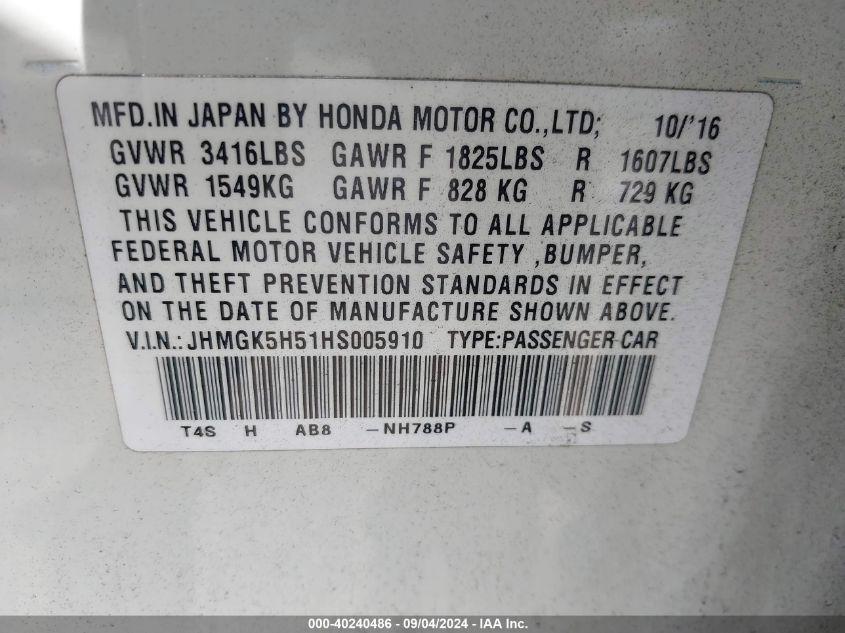 MFD.IN JAPAN BY HONDA MOTOR CO.,LTD; 10/'16
GVWR 3416LBS GAWR F 1825LBS R 1607LBS
GVWR 1549KG GAWR F 828 KG R 729 KG
THIS VEHICLE CONFORMS TO ALL APPLICABLE
FEDERAL MOTOR VEHICLE SAFETY ,BUMPER,
AND THEFT PREVENTION STANDARDS IN EFFECT
ON THE DATE OF MANUFACTURE SHOWN ABOVE.
V.I.N.: JHMGK5H51HS005910 TYPE:PASSENGER CAR
T4S H AB8 -NH788P -A -S
000-40240486 - 09/04/2024 - IAA Inc.